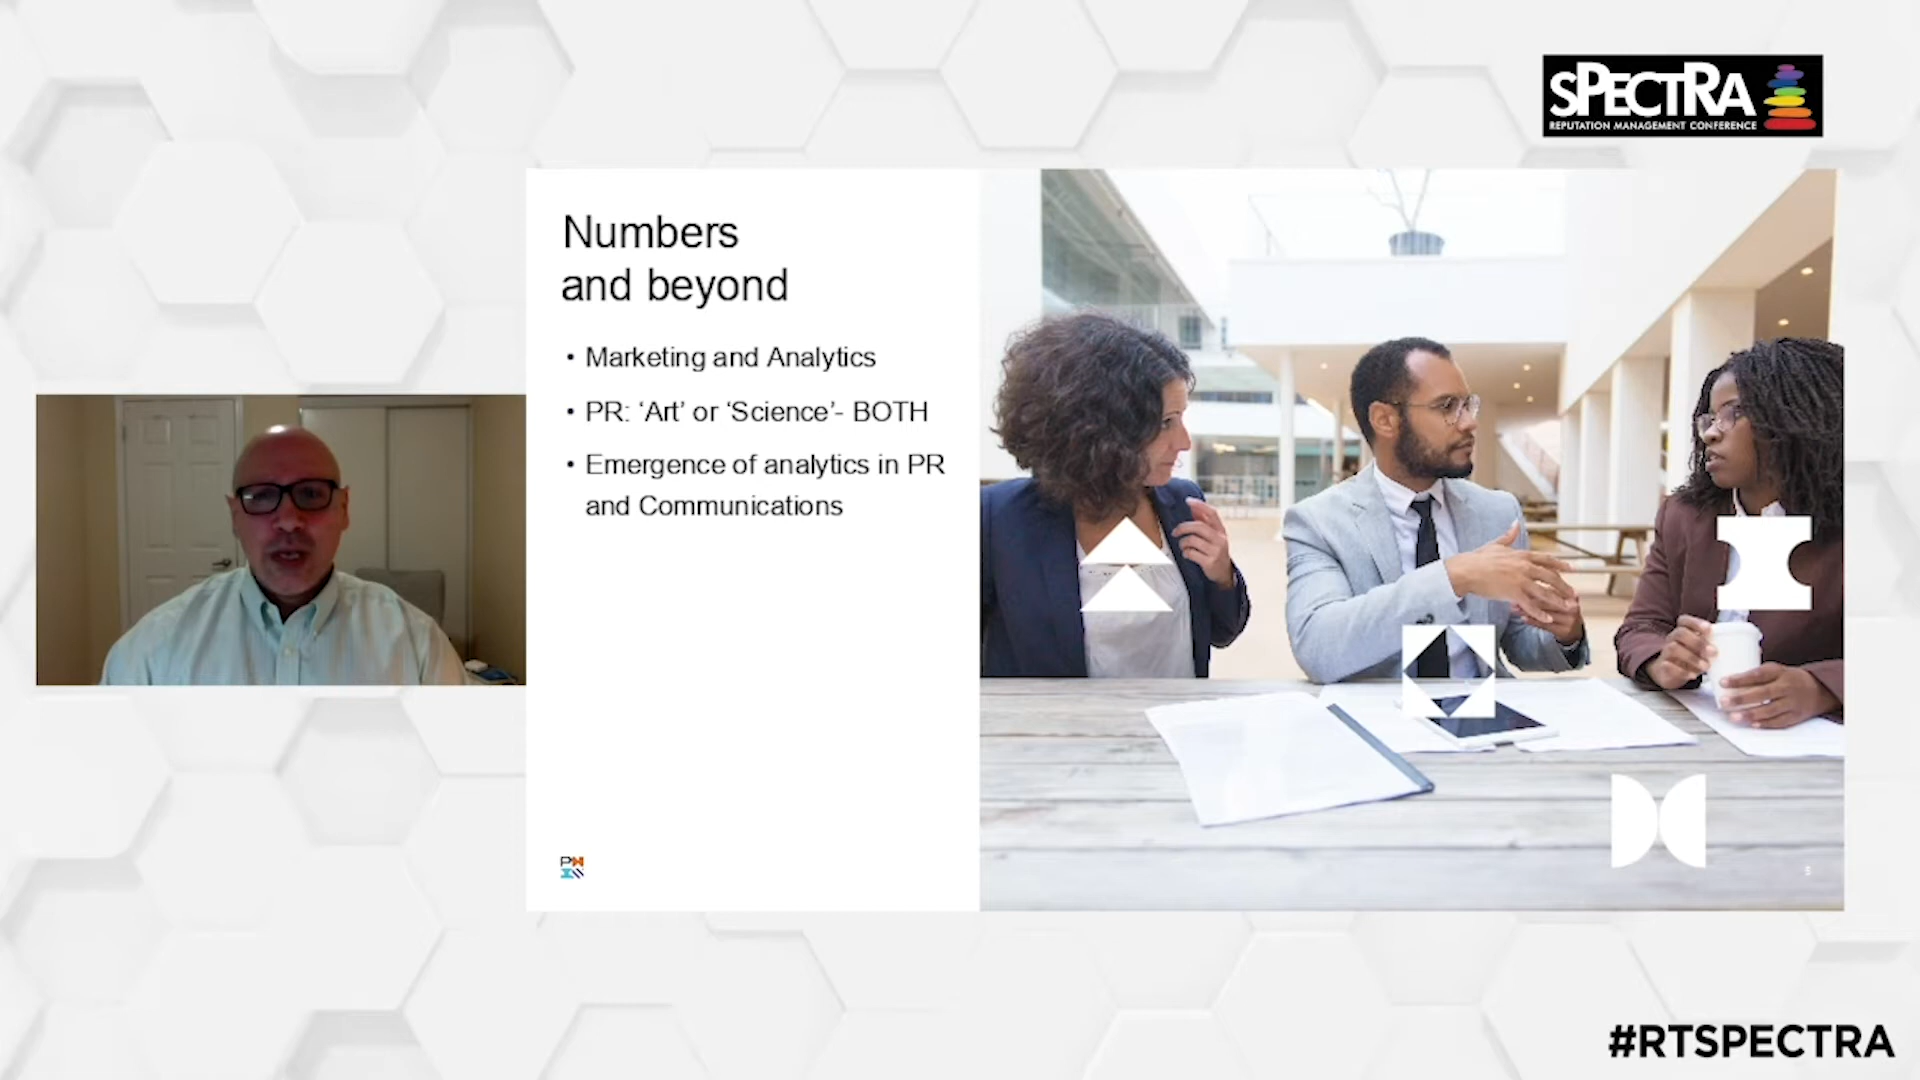 SPECTRA
REPUTATION MANAGEMENT CONFERENCE
Numbers
and beyond
• Marketing and Analytics
• PR: ‘Art’ or ‘Science’- BOTH
• Emergence of analytics in PR
and Communications
#RTSPECTRA